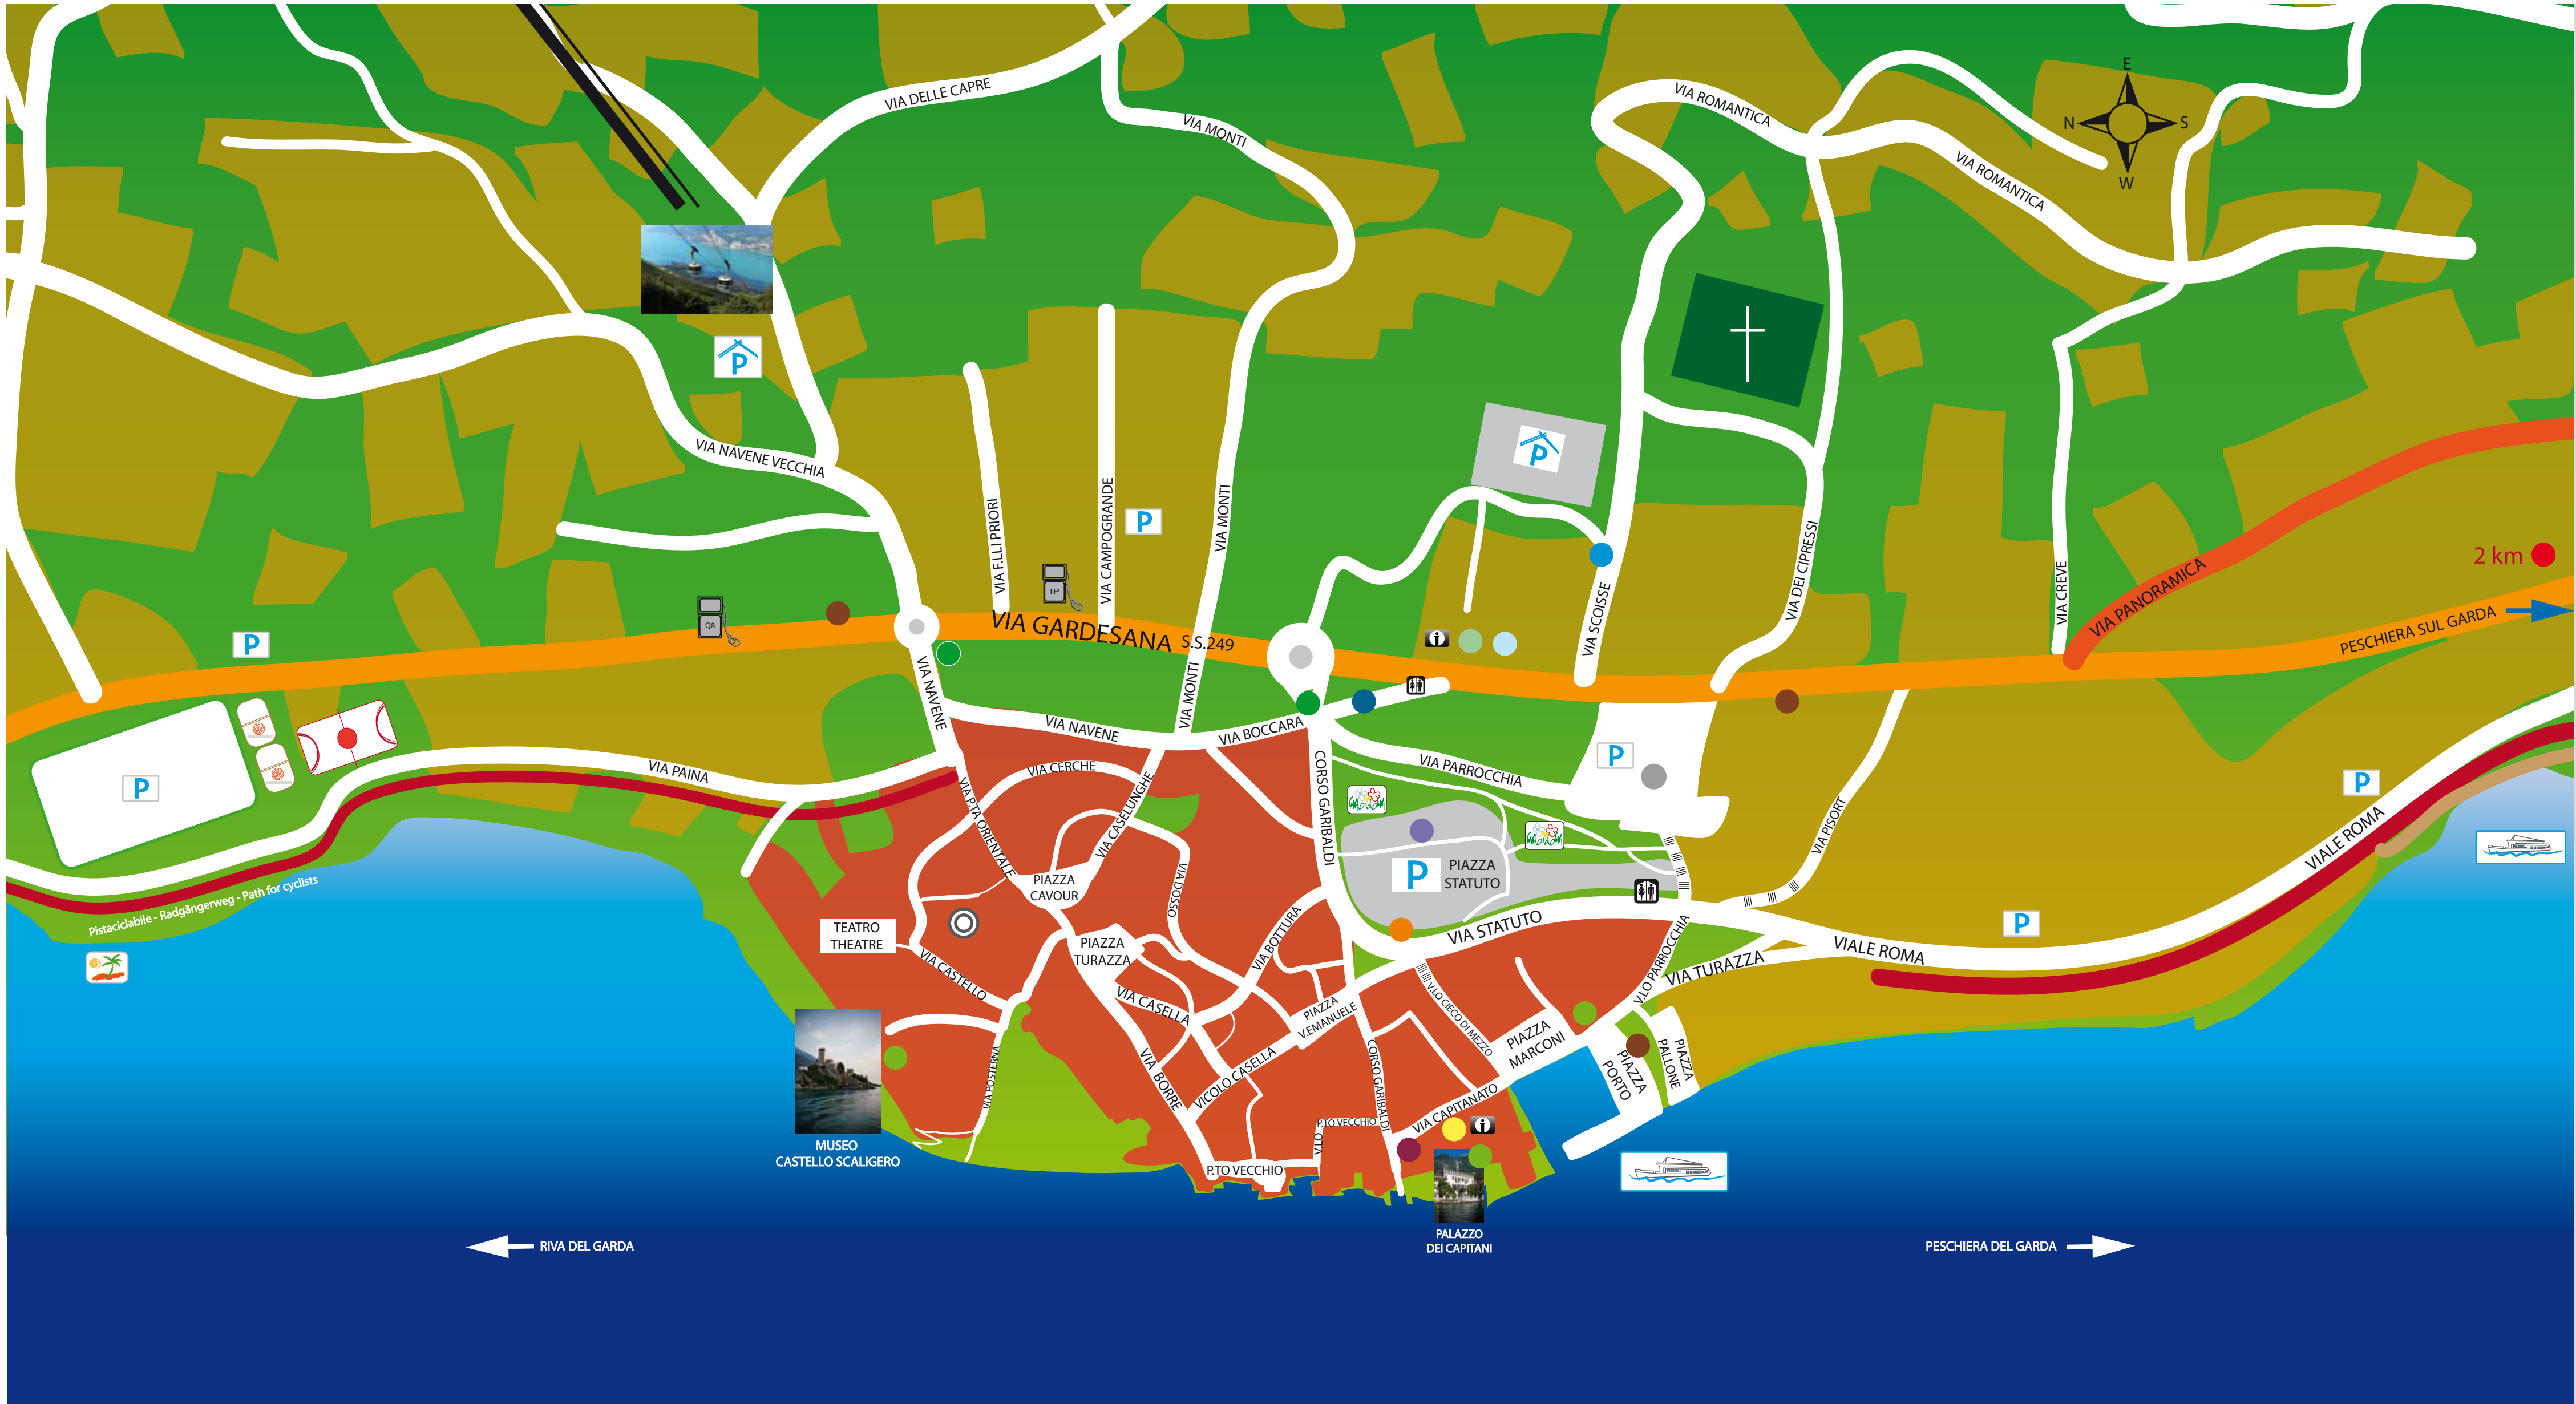 E
N
S
W
VIA DELLE CAPRE
VIA MONTI
VIA ROMANTICA
VIA ROMANTICA
P
P
VIA NAVENE VECCHIA
VIA F.LLI PRIORI
VIA CAMPOGRANDE
P
VIA MONTI
VIA SCOISSE
VIA DEI CIPRESSI
VIA CREVE
VIA PANORAMICA
2 km
PESCHIERA SUL GARDA
Q8
IP
P
VIA GARDESANA S.S.249
i
P
VIA PAINA
VIA NAVENE
VIA NAVENE
VIA MONTI
VIA BOCCARA
CORSO GARIBALDI
VIA PARROCCHIA
P
VIA PISORT
P
VIALE ROMA
Pistaciclabile - Radgängerweg - Path for cyclists
VIA CERCHE
VIA P.TA ORIENTALE
VIA CASELUNGHE
PIAZZA
CAVOUR
VIA DOSSO
P
PIAZZA
STATUTO
TEATRO
THEATRE
PIAZZA
TURAZZA
VIA BOTTURA
VIA STATUTO
V.LO PARROCCHIA
VIA TURAZZA
VIALE ROMA
P
VIA CASTELLO
VIA CASELLA
PIAZZA
V.EMANUELE
V.LO CIECO DI MEZZO
PIAZZA
MARCONI
PIAZZA
PORTO
PIAZZA
PALLONE
VIA POSTERNA
VIA BORRE
VICOLO CASELLA
CORSO GARIBALDI
VIA CAPITANATO
V.LO
P.TO VECCHIO
P.TO VECCHIO
i
MUSEO
CASTELLO SCALIGERO
PALAZZO
DEI CAPITANI
RIVA DEL GARDA
PESCHIERA DEL GARDA